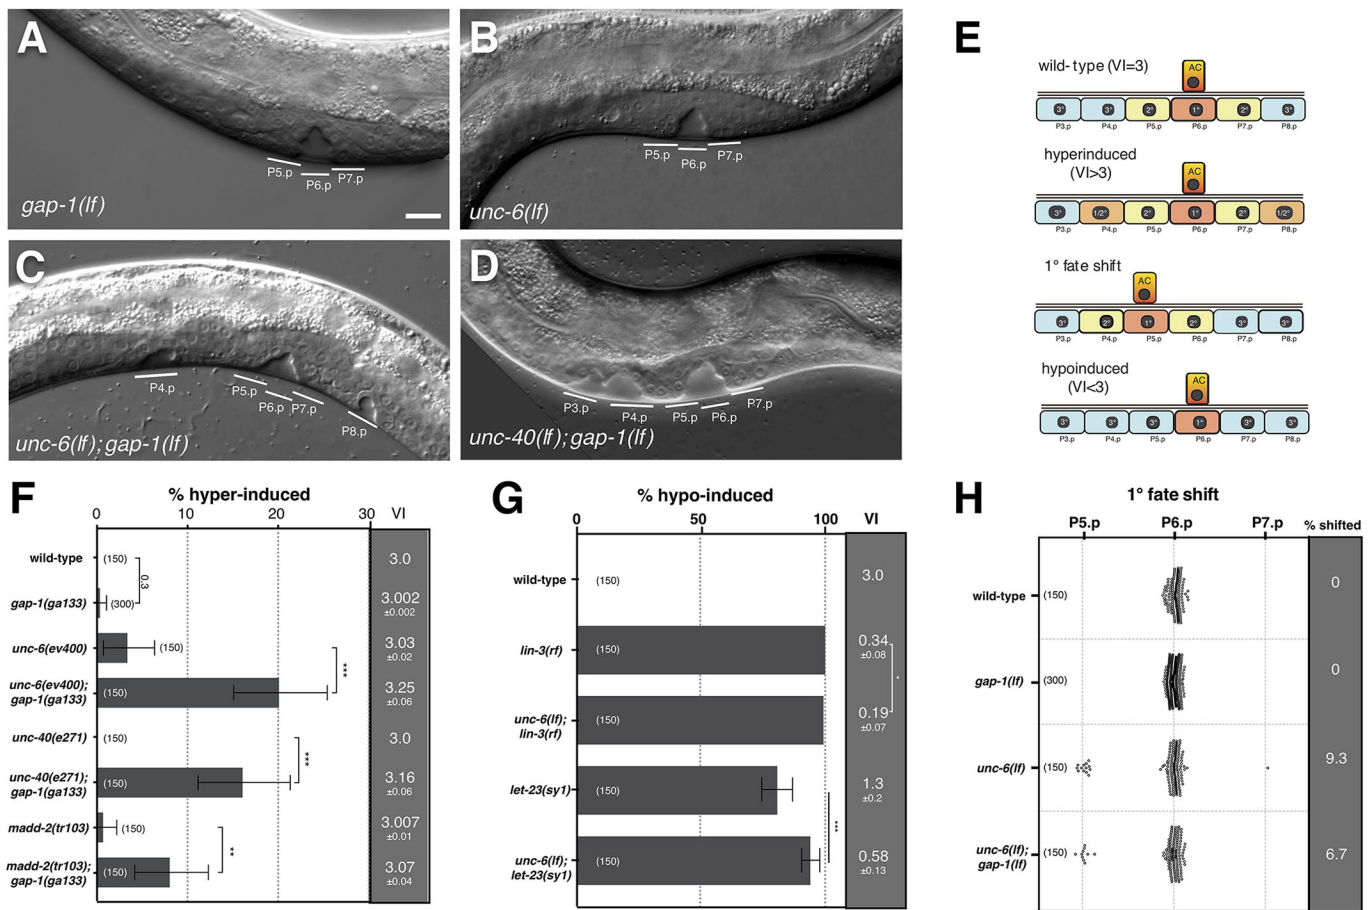 A
P5.p
P6.p
P7.p
gap-1(lf)
B
P5.p
P6.p
P7.p
unc-6(lf)
C
P4.p
P5.p
P6.p
P7.p
P8.p
unc-6(lf);gap-1(lf)
D
P3.p
P4.p
P5.p
P6.p
P7.p
unc-40(lf);gap-1(lf)
E
wild-type (VI=3)
AC
3° 3° 2° 1° 2° 3°
P3.p P4.p P5.p P6.p P7.p P8.p
hyperinduced
(VI>3)
AC
3° 1/2° 2° 1° 2° 1/2°
P3.p P4.p P5.p P6.p P7.p P8.p
1° fate shift
AC
3° 2° 1° 2° 3° 3°
P3.p P4.p P5.p P6.p P7.p P8.p
hypoinduced
(VI<3)
AC
3° 3° 3° 1° 3° 3°
P3.p P4.p P5.p P6.p P7.p P8.p
F
% hyper-induced
0 10 20 30 VI
wild-type (150) 3.0
0.3
gap-1(ga133) (300) 3.002
±0.002
unc-6(ev400) (150) 3.03
±0.02
***
unc-6(ev400);
gap-1(ga133) (150) 3.25
±0.06
unc-40(e271) (150) 3.0
***
unc-40(e271);
gap-1(ga133) (150) 3.16
±0.06
madd-2(tr103) (150) 3.007
±0.01
**
madd-2(tr103);
gap-1(ga133) (150) 3.07
±0.04
G
% hypo-induced
0 50 100 VI
wild-type (150) 3.0
lin-3(rf) (150) 0.34
±0.08
*
unc-6(lf);
lin-3(rf) (150) 0.19
±0.07
let-23(sy1) (150) 1.3
±0.2
***
unc-6(lf);
let-23(sy1) (150) 0.58
±0.13
H
1° fate shift
P5.p P6.p P7.p % shifted
wild-type (150) 0
gap-1(lf) (300) 0
unc-6(lf) (150) 9.3
unc-6(lf);
gap-1(lf) (150) 6.7